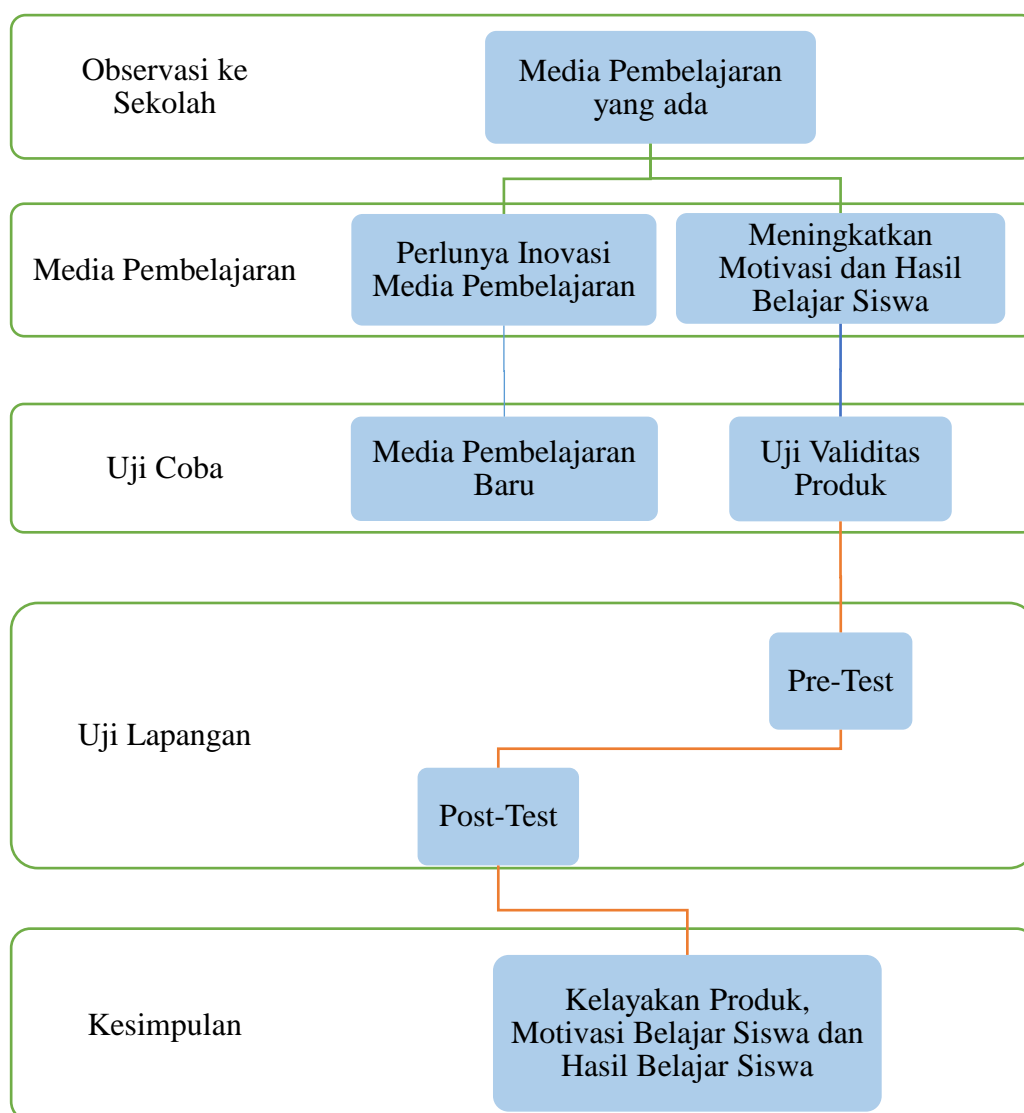 Observasi ke
Sekolah
Media Pembelajaran
yang ada
Media Pembelajaran
Perlunya Inovasi
Media Pembelajaran
Meningkatkan
Motivasi dan Hasil
Belajar Siswa
Uji Coba
Media Pembelajaran
Baru
Uji Validitas
Produk
Uji Lapangan
Pre-Test
Post-Test
Kesimpulan
Kelayakan Produk,
Motivasi Belajar Siswa dan
Hasil Belajar Siswa